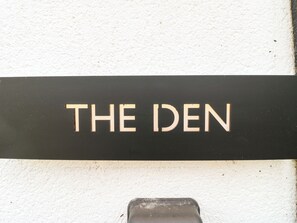 THE DEN